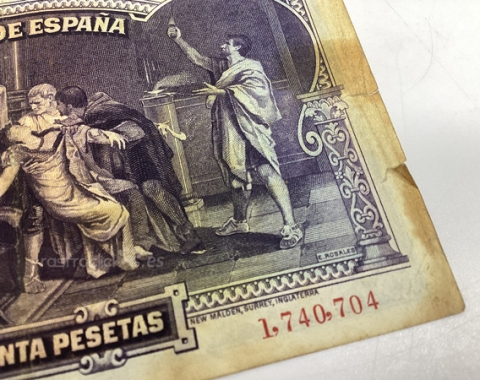 DE ESPAÑA
E. ROSALES
NEW MALDEN, SURREY, INGLATERRA
NTA PESETAS
1,740,704